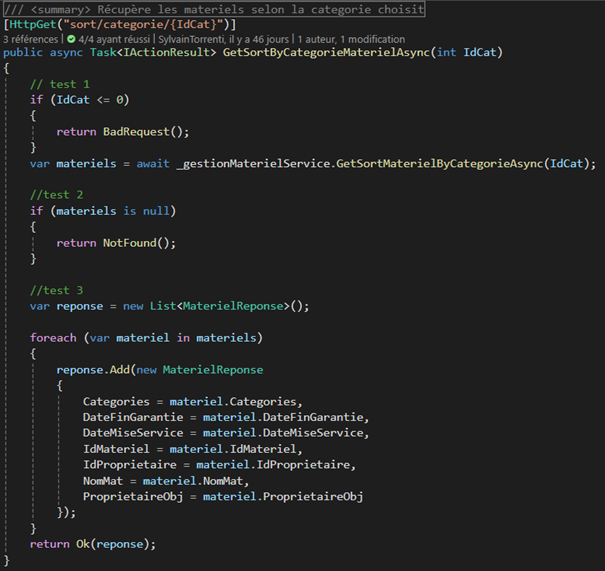 /// <summary> Récupère les materiels selon la categorie choisit
[HttpGet("sort/categorie/{IdCat}")]
3 références | 4/4 ayant réussi | SylvainTorrenti, il y a 46 jours | 1 auteur, 1 modification
public async Task<IActionResult> GetSortByCategorieMaterielAsync(int IdCat)
{
// test 1
if (IdCat <= 0)
{
return BadRequest();
}
var materiels = await _gestionMaterielService.GetSortMaterielByCategorieAsync(IdCat);
//test 2
if (materiels is null)
{
return NotFound();
}
//test 3
var reponse = new List<MaterielReponse>();
foreach (var materiel in materiels)
{
reponse.Add(new MaterielReponse
{
Categories = materiel.Categories,
DateFinGarantie = materiel.DateFinGarantie,
DateMiseService = materiel.DateMiseService,
IdMateriel = materiel.IdMateriel,
IdProprietaire = materiel.IdProprietaire,
NomMat = materiel.NomMat,
ProprietaireObj = materiel.ProprietaireObj
});
}
return Ok(reponse);
}